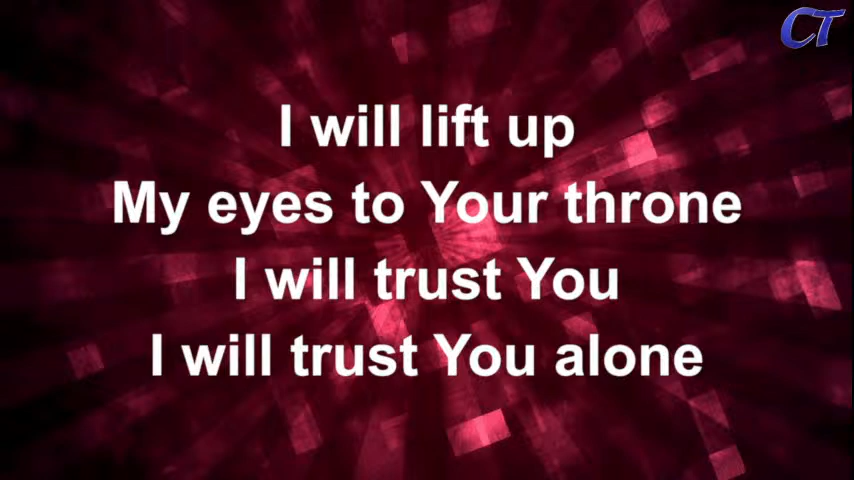 CT
I will lift up
My eyes to Your throne
I will trust You
I will trust You alone